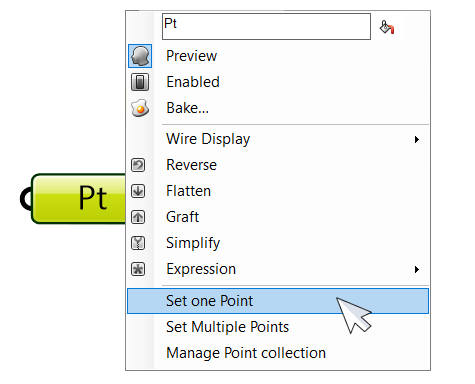 Pt
Preview
Enabled
Bake...
Wire Display
Reverse
Flatten
Pt
Graft
Simplify
Expression
Set one Point
Set Multiple Points
Manage Point collection